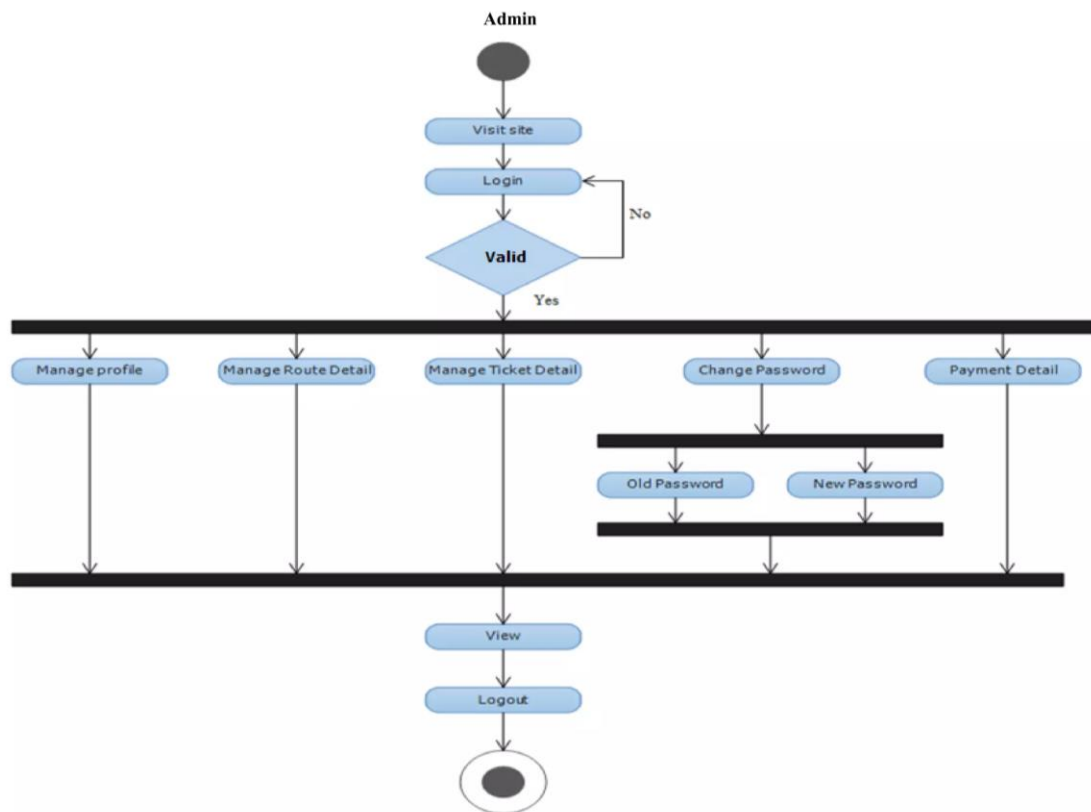 Admin
Visit site
Login
No
Valid
Yes
Manage profile
Manage Route Detail
Manage Ticket Detail
Change Password
Payment Detail
Old Password
New Password
View
Logout